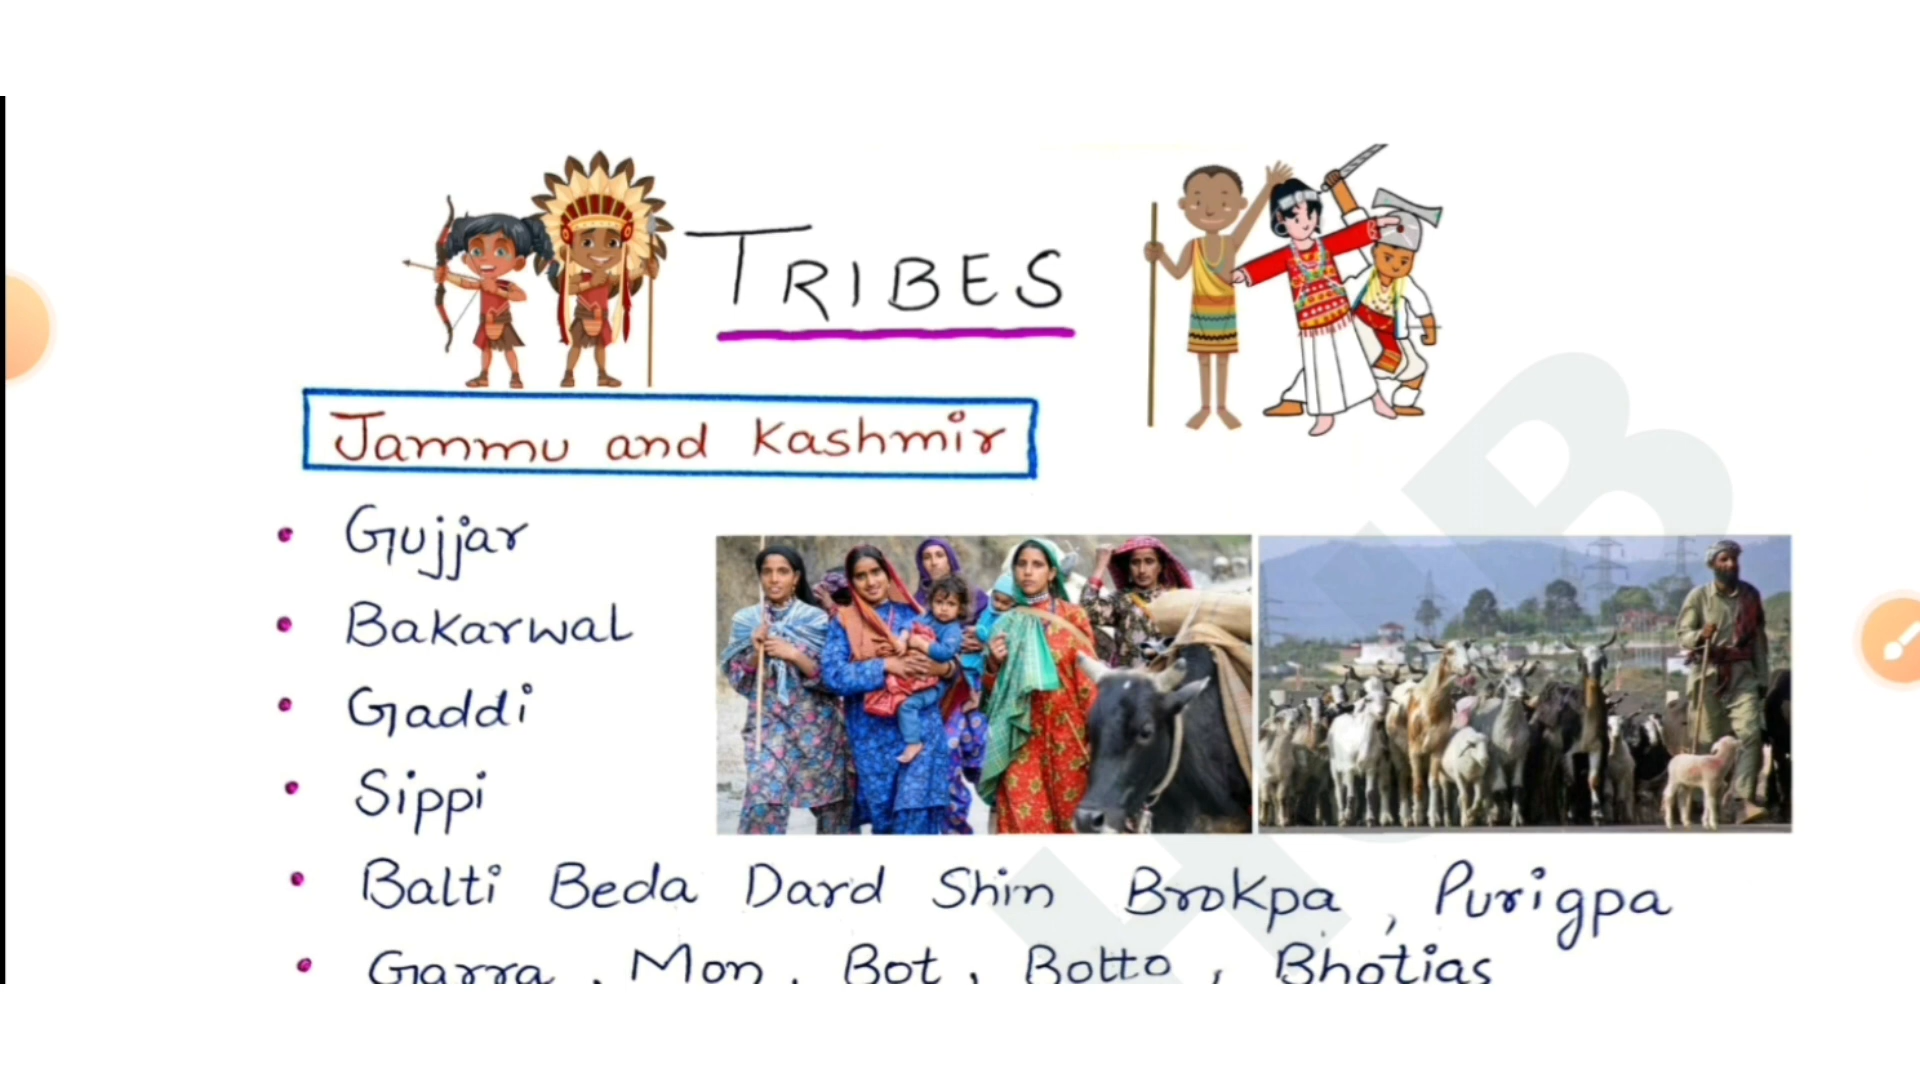 TRIBES
Jammu and Kashmir
• Gujjar
• Bakarwal
• Gaddi
• Sippi
• Balti Beda Dard Shin Brokpa , Purigpa
• Garra , Mon , Bot , Botto , Bhotias
HUB